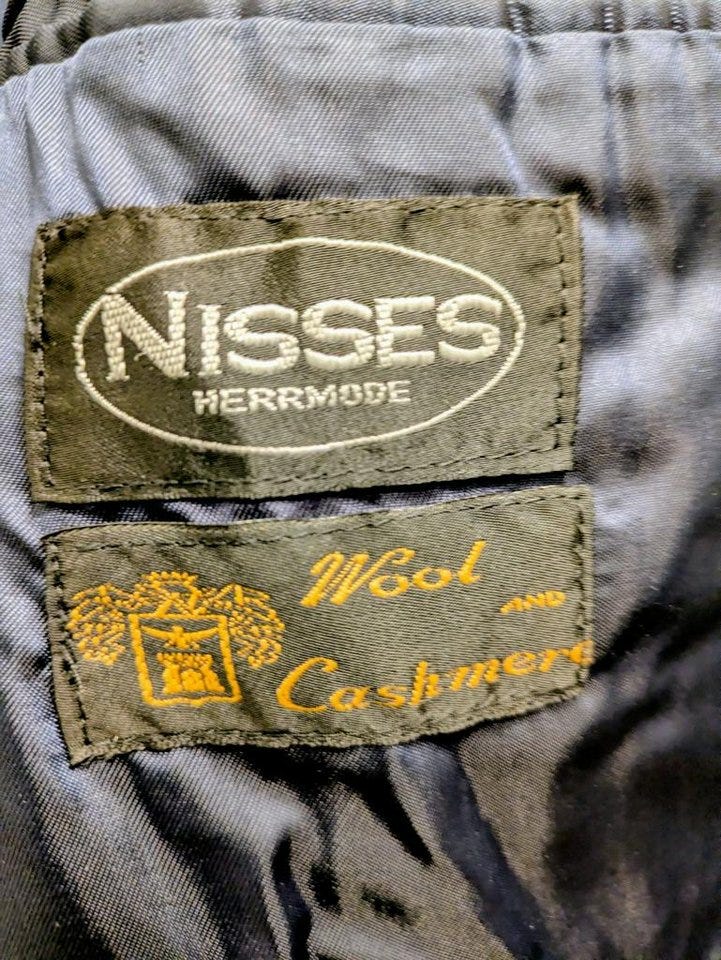 NISSES
HERRMODE
Wool
AND
Cashmere